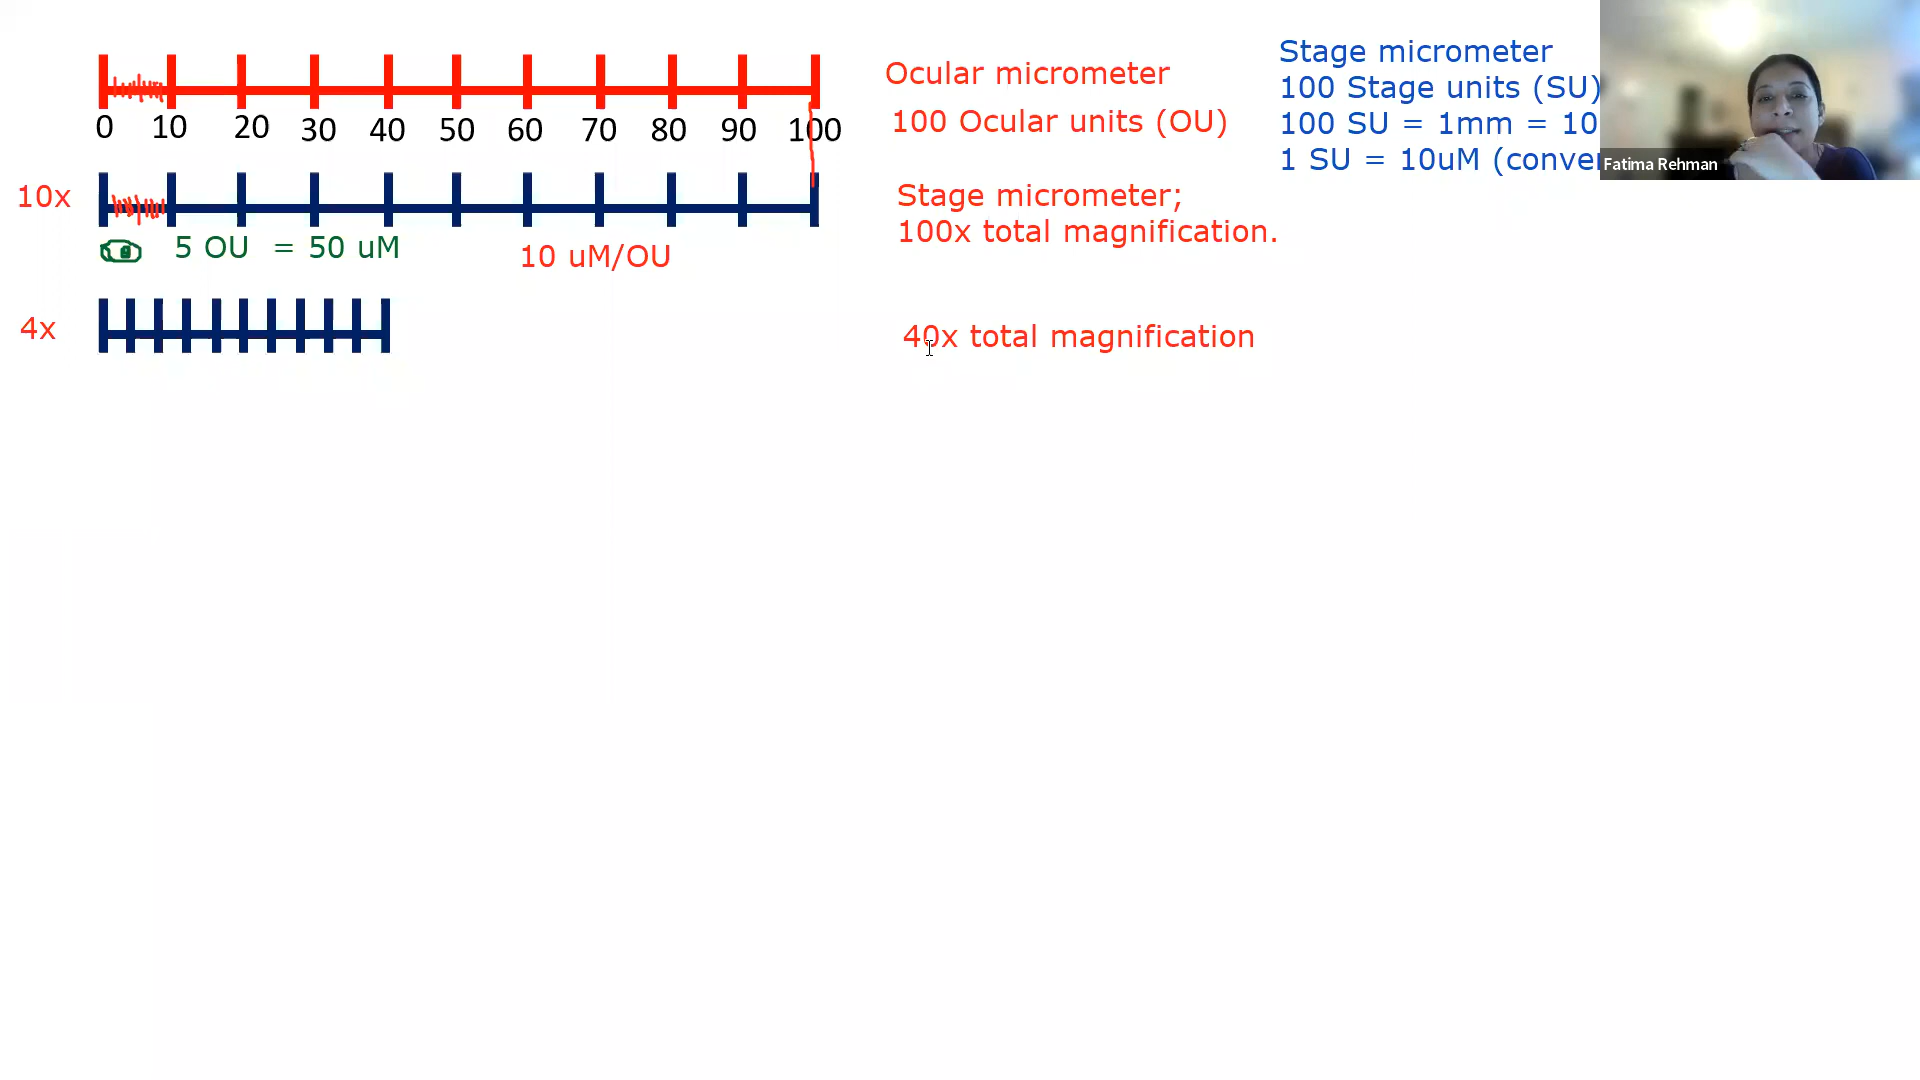 Ocular micrometer
100 Ocular units (OU)
0 10 20 30 40 50 60 70 80 90 100
Stage micrometer
100 Stage units (SU)
100 SU = 1mm = 10
1 SU = 10uM
Fatima Rehman
10x
Stage micrometer;
100x total magnification.
5 OU = 50 uM
10 uM/OU
4x
40x total magnification